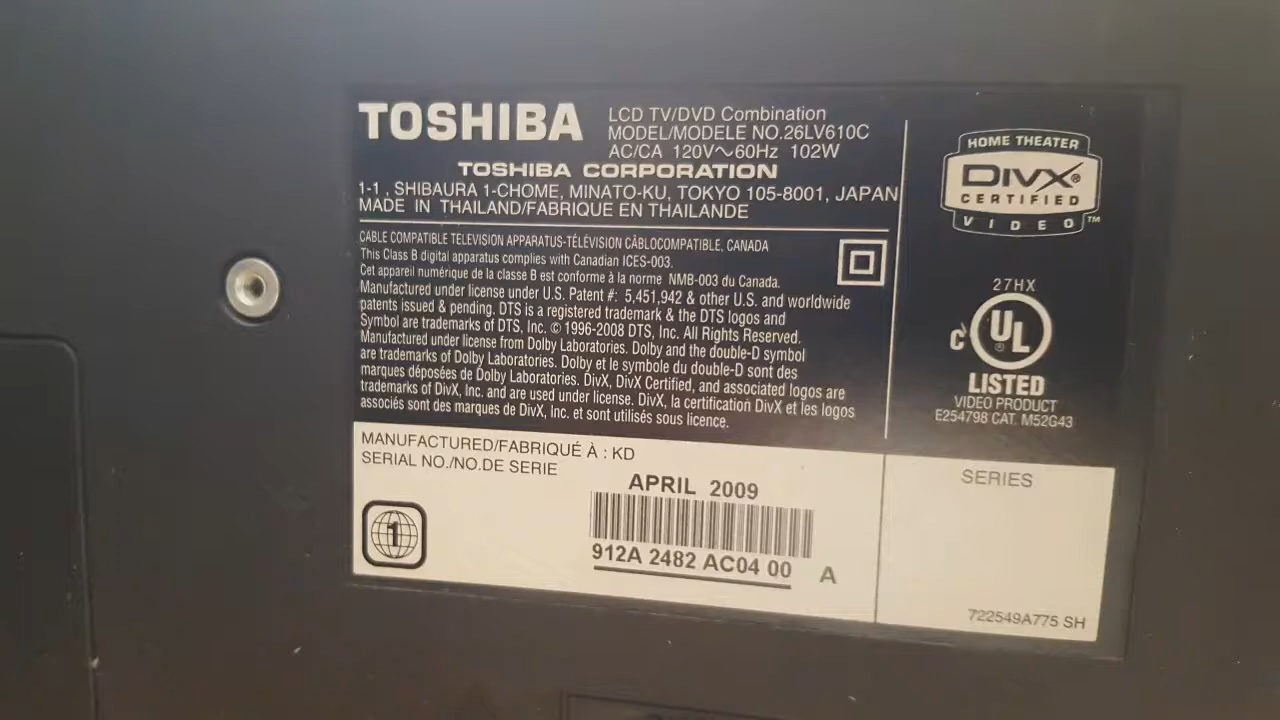 TOSHIBA
LCD TV/DVD Combination
MODEL/MODELE NO.26LV610C
AC/CA 120V~60Hz 102W
TOSHIBA CORPORATION
1-1 , SHIBAURA 1-CHOME, MINATO-KU, TOKYO 105-8001, JAPAN
MADE IN THAILAND/FABRIQUE EN THAILANDE
CABLE COMPATIBLE TELEVISION APPARATUS-TÉLÉVISION CÂBLOCOMPATIBLE, CANADA
This Class B digital apparatus complies with Canadian ICES-003.
Cet appareil numérique de la classe B est conforme à la norme NMB-003 du Canada.
Manufactured under license under U.S. Patent #: 5,451,942 & other U.S. and worldwide
patents issued & pending. DTS is a registered trademark & the DTS logos and
Symbol are trademarks of DTS, Inc. © 1996-2008 DTS, Inc. All Rights Reserved.
Manufactured under license from Dolby Laboratories. Dolby and the double-D symbol
are trademarks of Dolby Laboratories. Dolby et le symbole du double-D sont des
marques déposées de Dolby Laboratories. DivX, DivX Certified, and associated logos are
trademarks of DivX, Inc. and are used under license. DivX, la certification DivX et les logos
associés sont des marques de DivX, Inc. et sont utilisés sous licence.
HOME THEATER
DIVX®
CERTIFIED
VIDEO™
27HX
C UL®
LISTED
VIDEO PRODUCT
E254798 CAT. M52G43
MANUFACTURED/FABRIQUÉ À : KD
SERIAL NO./NO.DE SERIE
1
APRIL 2009
912A 2482 AC04 00 A
SERIES
722549A775 SH